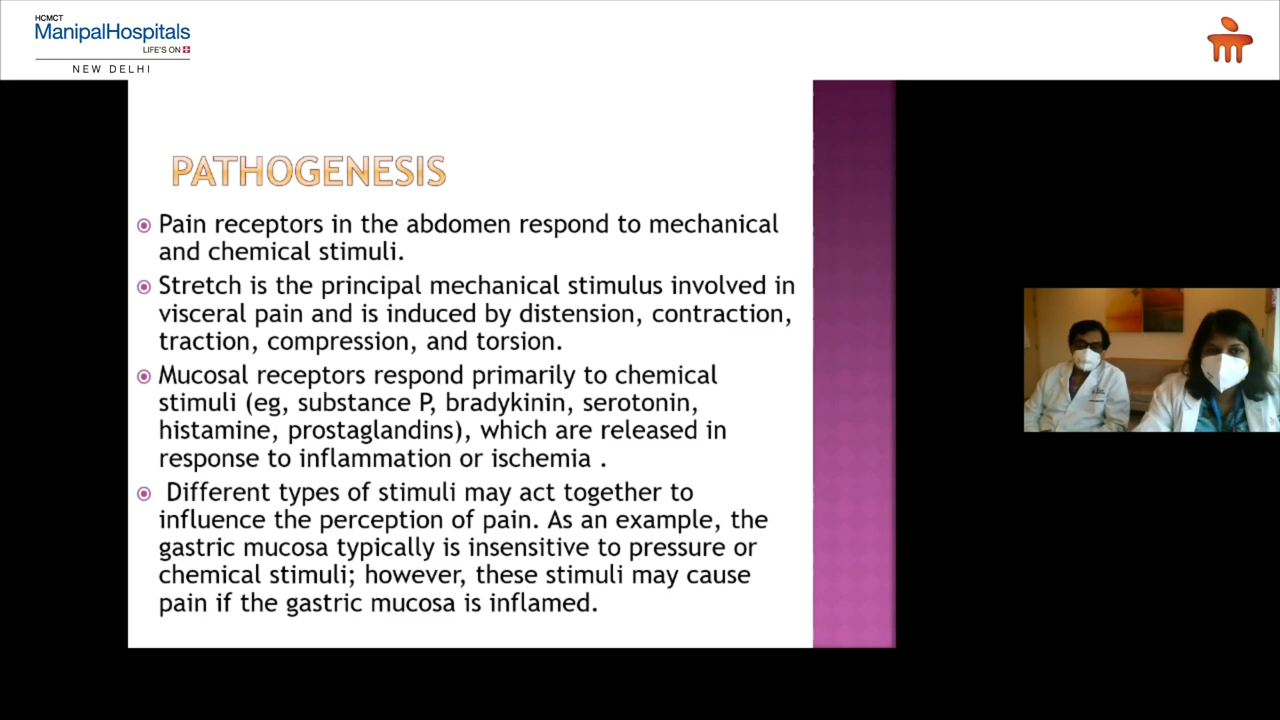 HCMCT
ManipalHospitals
LIFE'S ON
NEW DELHI
PATHOGENESIS
Pain receptors in the abdomen respond to mechanical
and chemical stimuli.
Stretch is the principal mechanical stimulus involved in
visceral pain and is induced by distension, contraction,
traction, compression, and torsion.
Mucosal receptors respond primarily to chemical
stimuli (eg, substance P, bradykinin, serotonin,
histamine, prostaglandins), which are released in
response to inflammation or ischemia .
Different types of stimuli may act together to
influence the perception of pain. As an example, the
gastric mucosa typically is insensitive to pressure or
chemical stimuli; however, these stimuli may cause
pain if the gastric mucosa is inflamed.